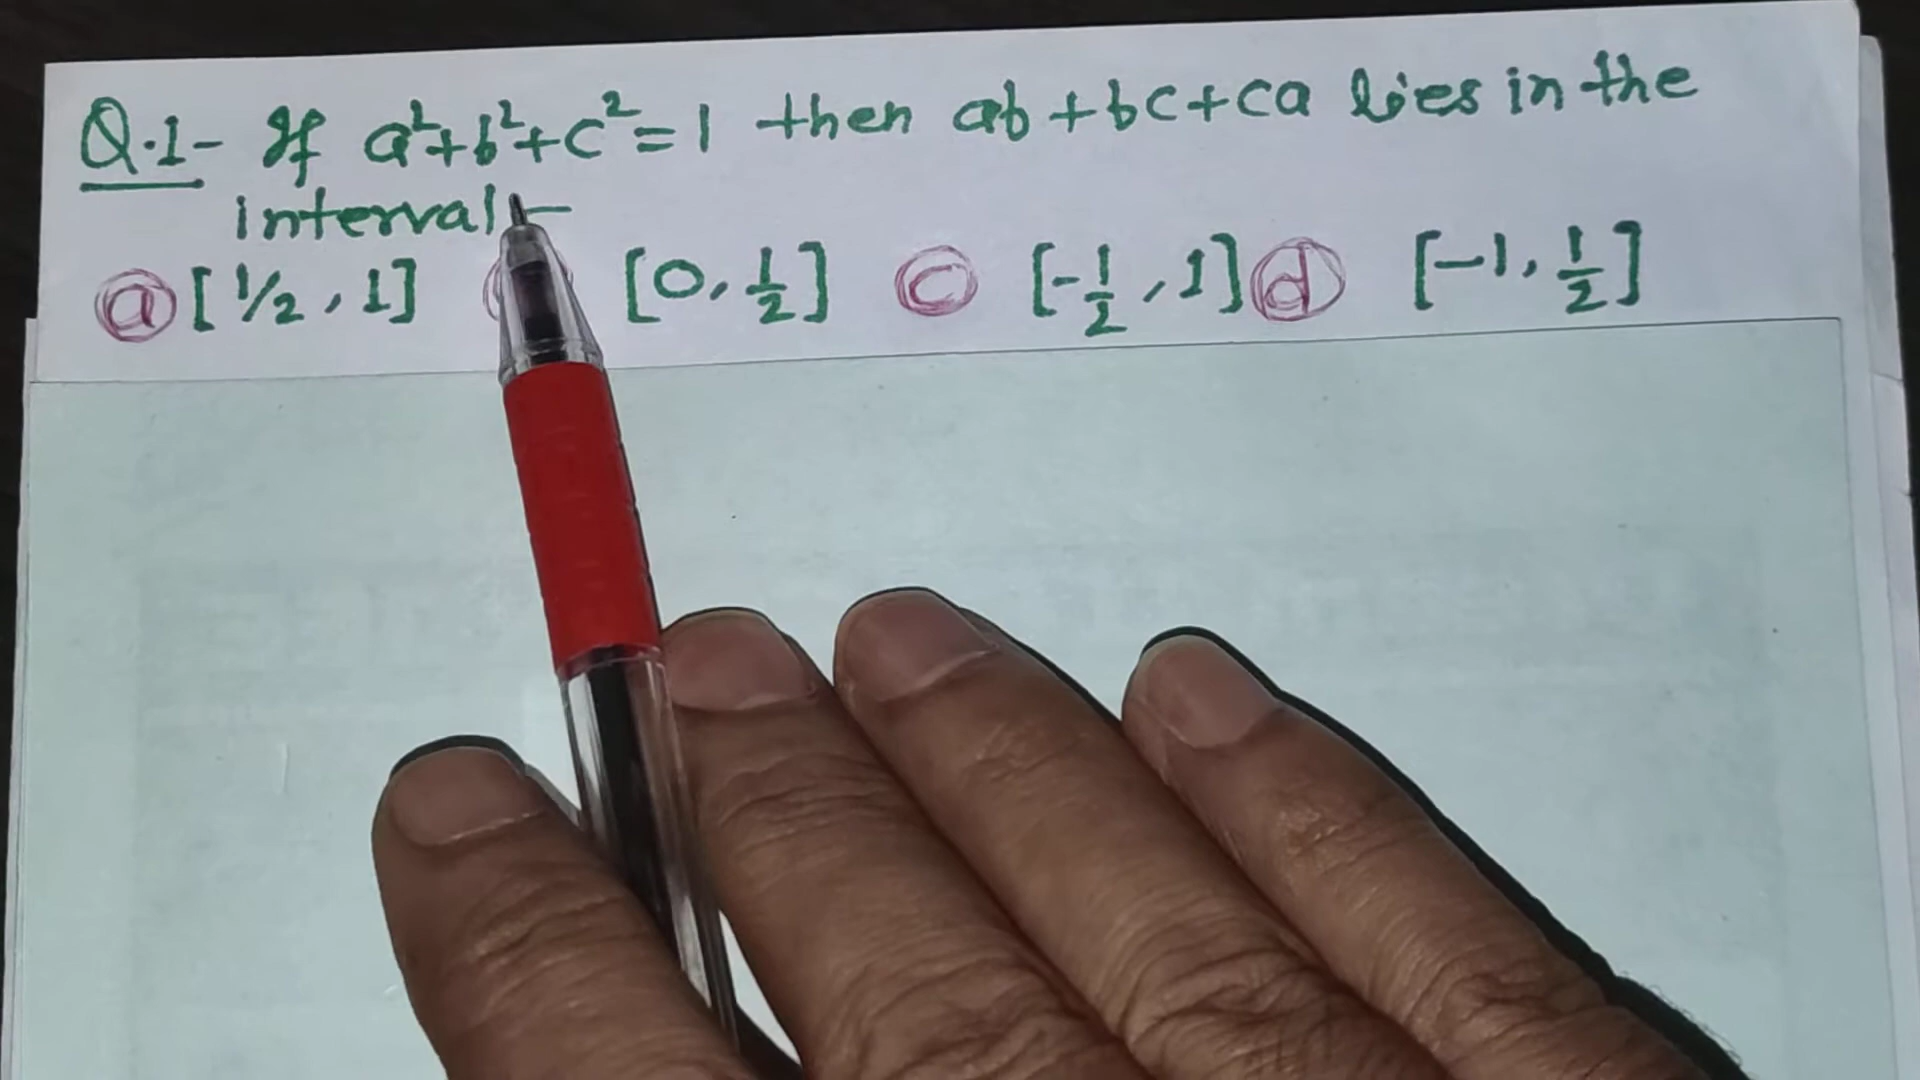 Q.1- If a²+b²+c²=1 then ab+bc+ca lies in the
interval-
ⓐ [1/2, 1] [0, 1/2] ⓒ [-1/2, 1] ⓓ [-1, 1/2]